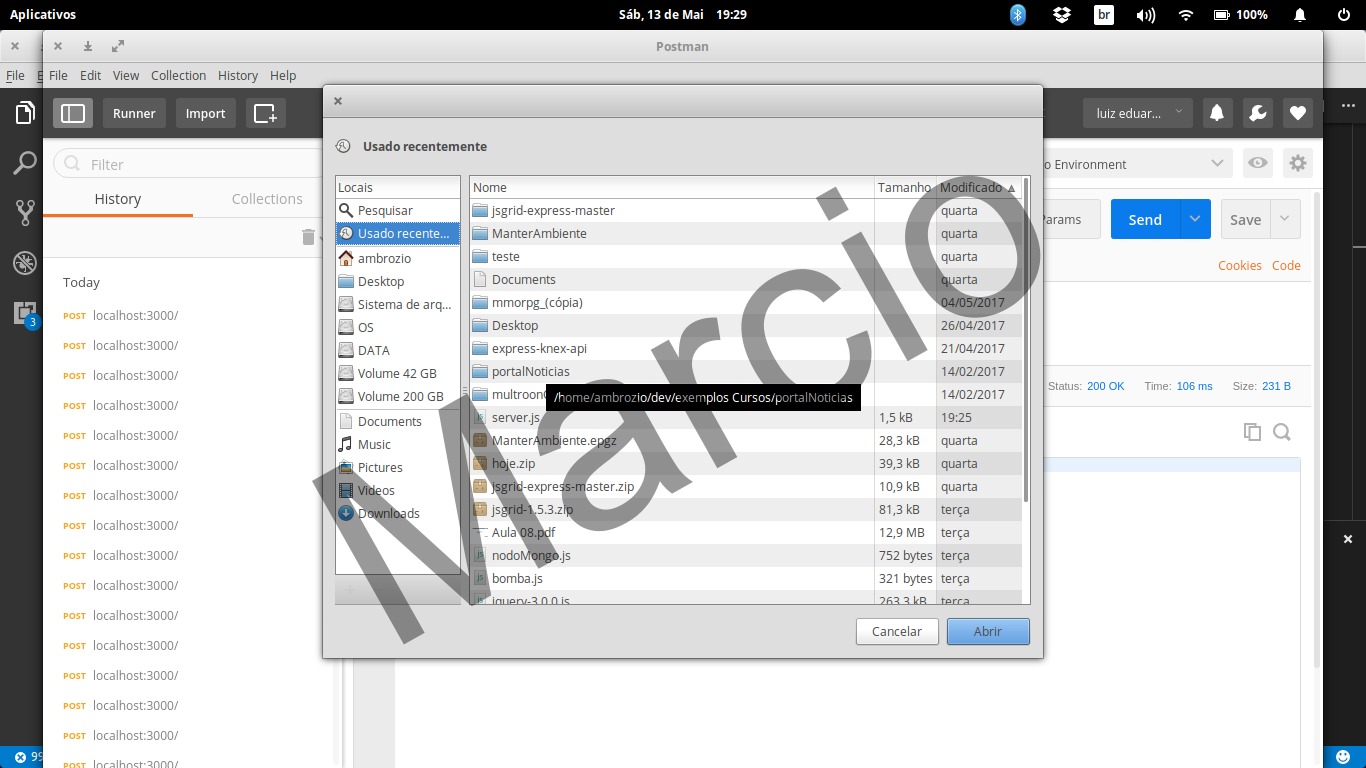 Aplicativos Sáb, 13 de Mai 19:29 br 100%
Postman
File
File Edit View Collection History Help
Runner Import luiz eduar...
Usado recentemente
Filter o Environment
History Collections
Locais Nome Tamanho Modificado
Pesquisar jsgrid-express-master quarta
Params Send Save
Usado recente... ManterAmbiente quarta
ambrozio teste quarta
Cookies Code
Desktop Documents quarta
Today
Sistema de arq... mmorpg_(cópia) 04/05/2017
POST localhost:3000/
3
OS Desktop 26/04/2017
POST localhost:3000/
DATA express-knex-api 21/04/2017
POST localhost:3000/
Volume 42 GB portalNoticias 14/02/2017
Status: 200 OK Time: 106 ms Size: 231 B
Volume 200 GB 14/02/2017
/home/ambrozio/dev/exemplos Cursos/portalNoticias
POST localhost:3000/
Documents server.js 1,5 kB 19:25
POST localhost:3000/
Music ManterAmbiente.epgz 28,3 kB quarta
POST localhost:3000/
Pictures hoje.zip 39,3 kB quarta
Videos jsgrid-express-master.zip 10,9 kB quarta
POST localhost:3000/
Downloads jsgrid-1.5.3.zip 81,3 kB terça
POST localhost:3000/
Aula 08.pdf 12,9 MB terça
POST localhost:3000/
nodoMongo.js 752 bytes terça
POST localhost:3000/
bomba.js 321 bytes terça
jquery-3.0.0.js 263,3 kB terça
POST localhost:3000/
Cancelar Abrir
POST localhost:3000/
POST localhost:3000/
POST localhost:3000/
POST localhost:3000/
POST localhost:3000/
Marcio